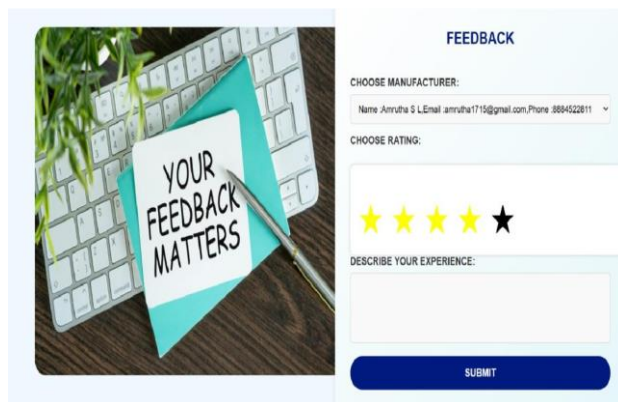 YOUR
FEEDBACK
MATTERS
FEEDBACK
CHOOSE MANUFACTURER:
Name :Amrutha S L,Email :amrutha1715@gmail.com,Phone :8884522811
CHOOSE RATING:
DESCRIBE YOUR EXPERIENCE:
SUBMIT